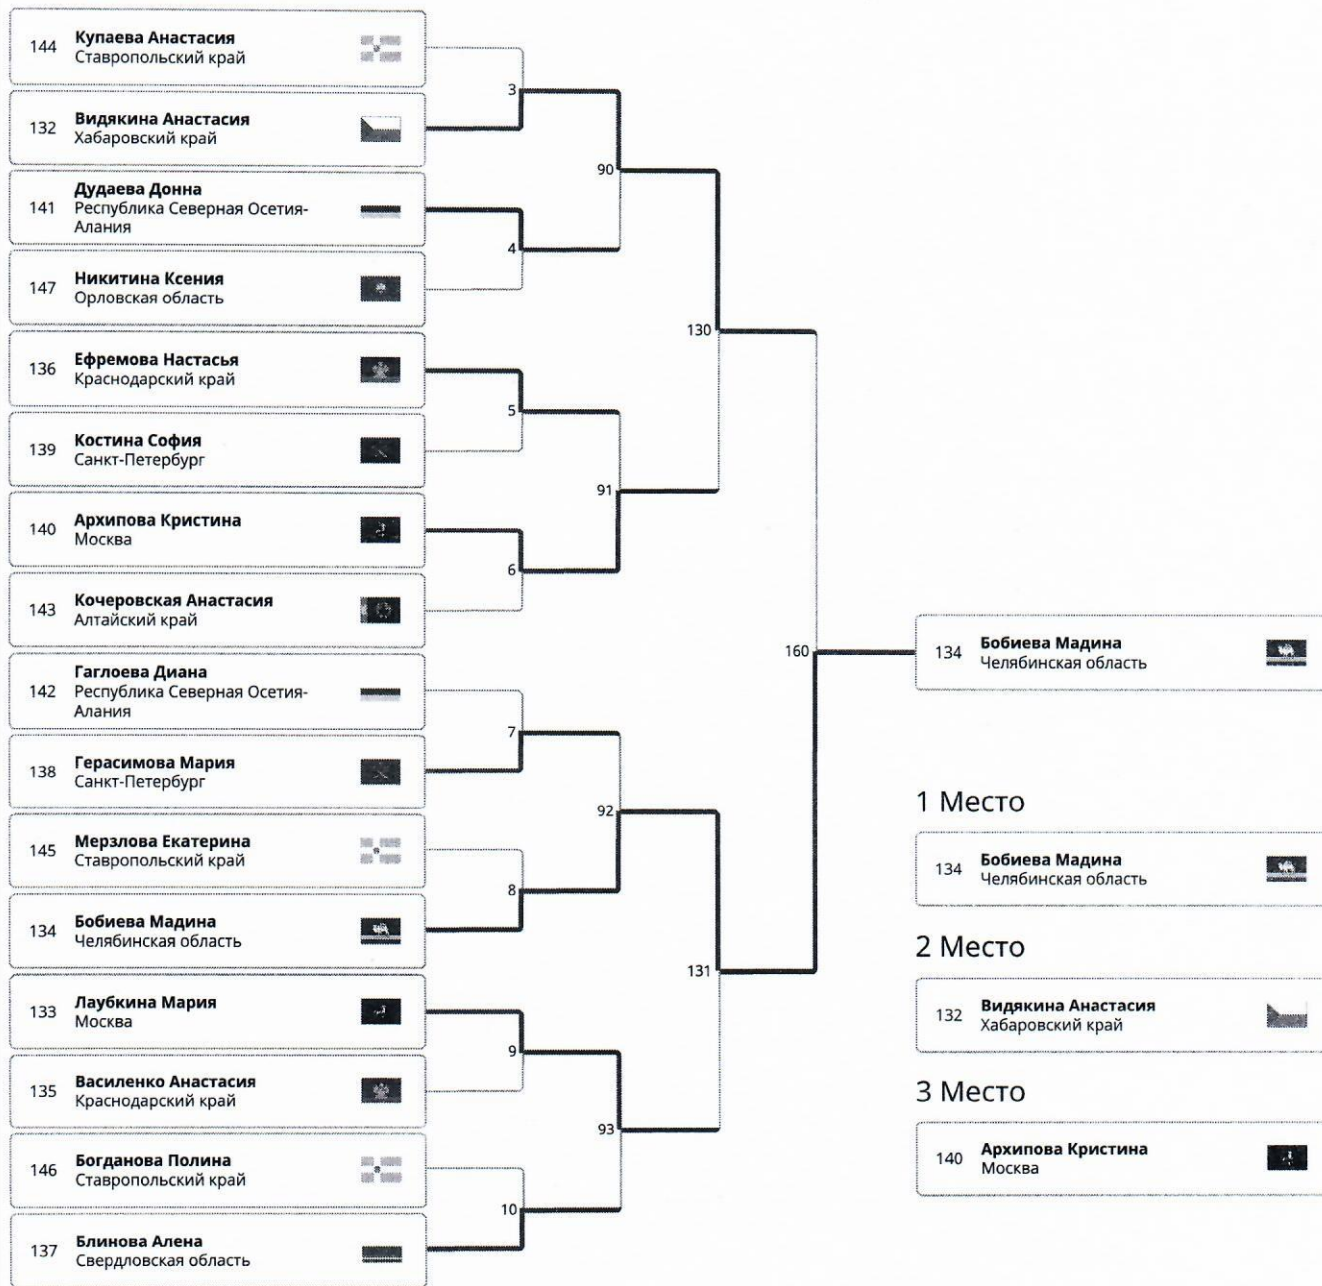 144 Купаева Анастасия
Ставропольский край
3
132 Видякина Анастасия
Хабаровский край
90
141 Дудаева Донна
Республика Северная Осетия-
Алания
4
147 Никитина Ксения
Орловская область
130
136 Ефремова Настасья
Краснодарский край
5
139 Костина София
Санкт-Петербург
91
140 Архипова Кристина
Москва
6
143 Кочеровская Анастасия
Алтайский край
160
134 Бобиева Мадина
Челябинская область
142 Гаглоева Диана
Республика Северная Осетия-
Алания
7
138 Герасимова Мария
Санкт-Петербург
92
145 Мерзлова Екатерина
Ставропольский край
8
134 Бобиева Мадина
Челябинская область
131
133 Лаубкина Мария
Москва
9
135 Василенко Анастасия
Краснодарский край
93
146 Богданова Полина
Ставропольский край
10
137 Блинова Алена
Свердловская область
1 Место
134 Бобиева Мадина
Челябинская область
2 Место
132 Видякина Анастасия
Хабаровский край
3 Место
140 Архипова Кристина
Москва